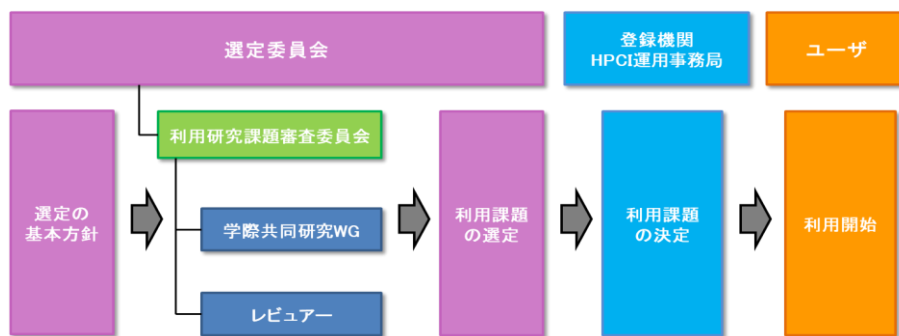 選定委員会
登録機関
HPCI運用事務局
ユーザ
選定の
基本方針
利用研究課題審査委員会
学際共同研究WG
レビュアー
利用課題
の選定
利用課題
の決定
利用開始